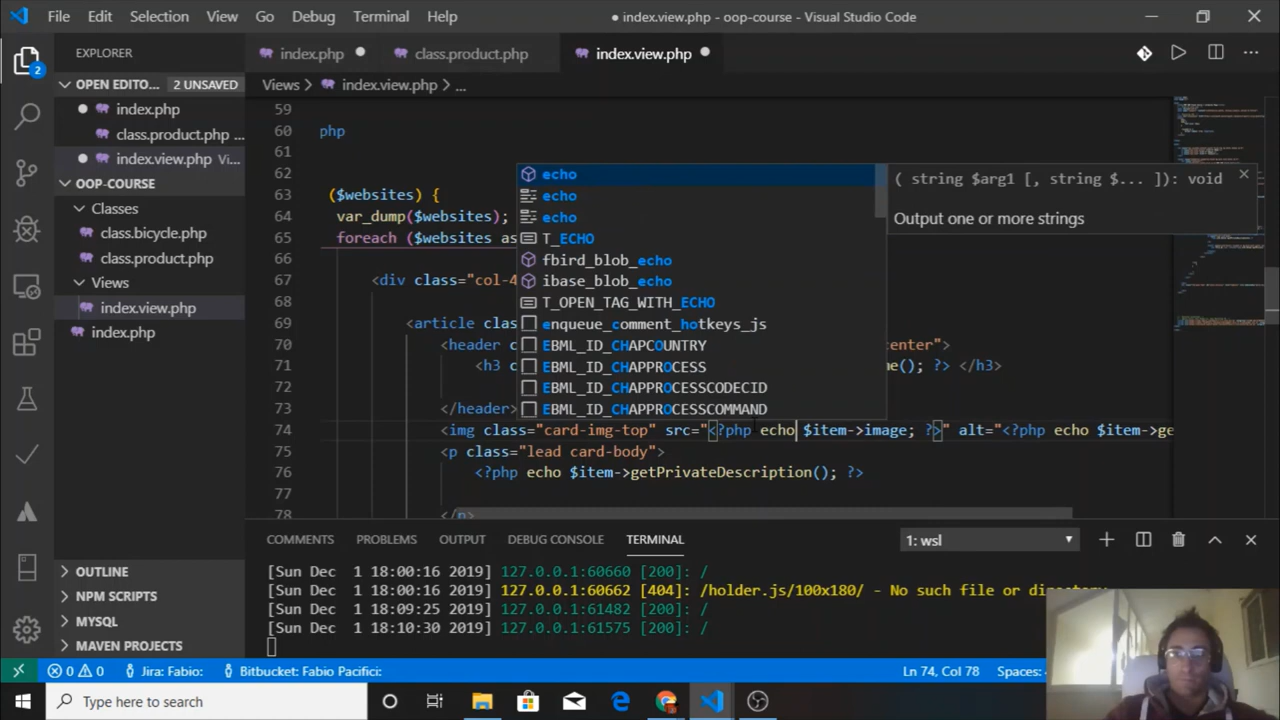 File Edit Selection View Go Debug Terminal Help
● index.view.php - oop-course - Visual Studio Code
EXPLORER
index.php
class.product.php
index.view.php
OPEN EDITO... 2 UNSAVED
index.php
class.product.php ...
index.view.php Vi...
OOP-COURSE
Classes
class.bicycle.php
class.product.php
Views
index.view.php
index.php
OUTLINE
NPM SCRIPTS
MYSQL
MAVEN PROJECTS
2
Views > index.view.php > ...
59
60 php
61
62
63 ($websites) {
64 var_dump($websites);
65 foreach ($websites as
66
67 <div class="col-4
68
69 <article clas
70 <header c enter">
71 <h3 c e(); ?> </h3>
72
73 </header>
74 <img class="card-img-top" src="<?php echo $item->image; ?>" alt="<?php echo $item->ge
75 <p class="lead card-body">
76 <?php echo $item->getPrivateDescription(); ?>
77
78 </p>
echo
echo
echo
T_ECHO
fbird_blob_echo
ibase_blob_echo
T_OPEN_TAG_WITH_ECHO
enqueue_comment_hotkeys_js
EBML_ID_CHAPCOUNTRY
EBML_ID_CHAPPROCESS
EBML_ID_CHAPPROCESSCODECID
EBML_ID_CHAPPROCESSCOMMAND
( string $arg1 [, string $... ]): void
Output one or more strings
COMMENTS PROBLEMS OUTPUT DEBUG CONSOLE TERMINAL
1: wsl
[Sun Dec 1 18:00:16 2019] 127.0.0.1:60660 [200]: /
[Sun Dec 1 18:00:16 2019] 127.0.0.1:60662 [404]: /holder.js/100x180/ - No such file or directory
[Sun Dec 1 18:09:25 2019] 127.0.0.1:61482 [200]: /
[Sun Dec 1 18:10:30 2019] 127.0.0.1:61575 [200]: /
0 0 Jira: Fabio: Bitbucket: Fabio Pacifici:
Ln 74, Col 78 Spaces:
Type here to search